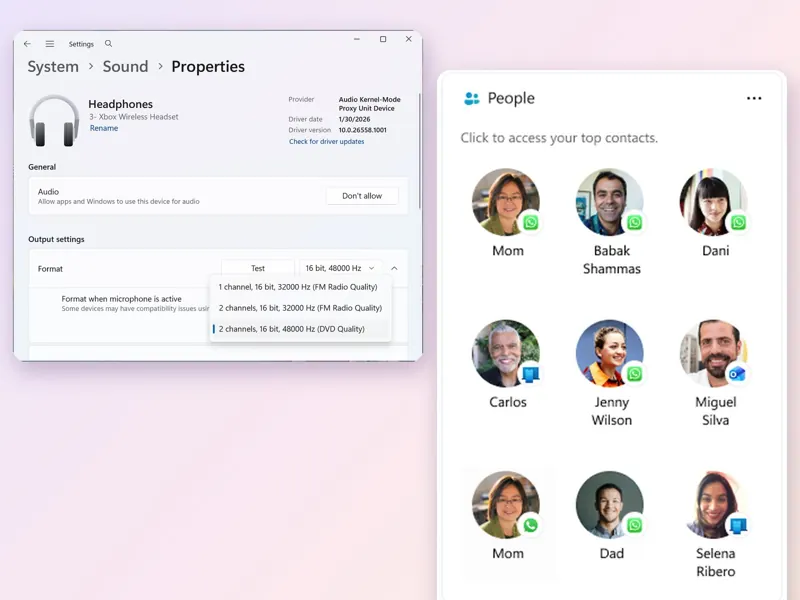 Settings
System > Sound > Properties
Headphones
3- Xbox Wireless Headset
Rename
Provider Audio Kernel-Mode
Proxy Unit Device
Driver date 1/30/2026
Driver version 10.0.26558.1001
Check for driver updates
General
Audio
Allow apps and Windows to use this device for audio
Don't allow
Output settings
Format
Test
16 bit, 48000 Hz
Format when microphone is active
Some devices may have compatibility issues
1 channel, 16 bit, 32000 Hz (FM Radio Quality)
2 channels, 16 bit, 32000 Hz (FM Radio Quality)
2 channels, 16 bit, 48000 Hz (DVD Quality)
People
Click to access your top contacts.
Mom
Babak
Shammas
Dani
Carlos
Jenny
Wilson
Miguel
Silva
Mom
Dad
Selena
Ribero